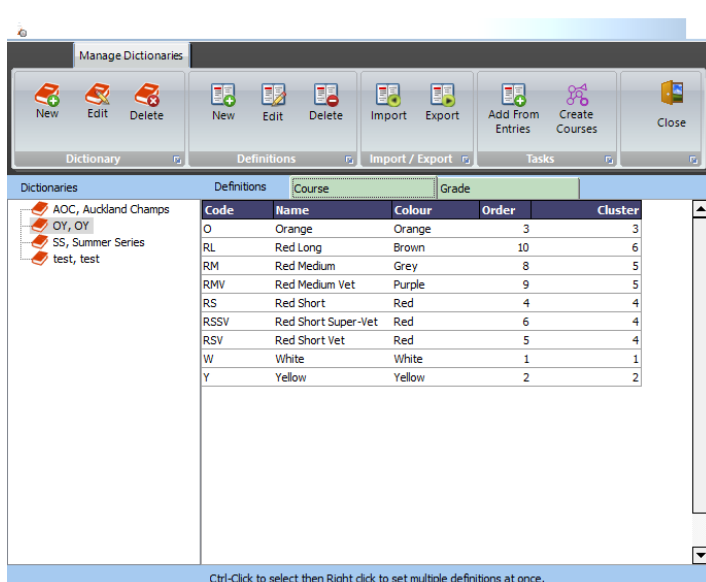 Manage Dictionaries
New Edit Delete New Edit Delete Import Export Add From Entries Create Courses Close
Dictionary Definitions Import / Export Tasks
Dictionaries Definitions Course Grade
AOC, Auckland Champs
OY, OY
SS, Summer Series
test, test
Code Name Colour Order Cluster
O Orange Orange 3 3
RL Red Long Brown 10 6
RM Red Medium Grey 8 5
RMV Red Medium Vet Purple 9 5
RS Red Short Red 4 4
RSSV Red Short Super-Vet Red 6 4
RSV Red Short Vet Red 5 4
W White White 1 1
Y Yellow Yellow 2 2
Ctrl-Click to select then Right click to set multiple definitions at once.